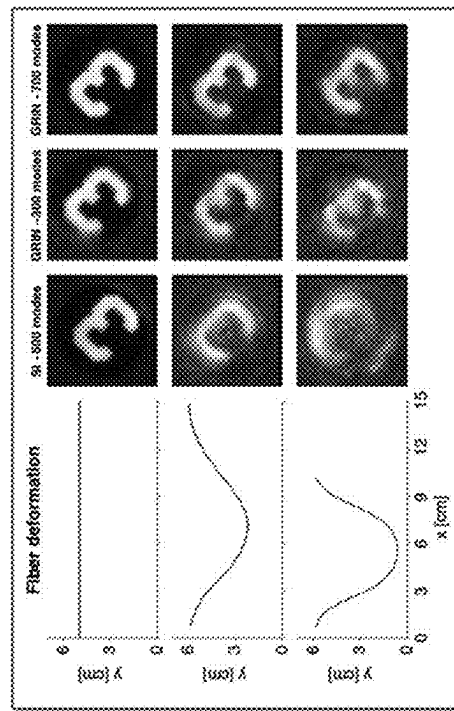 Fiber deformation
SI - 500 modes
GRIN - 200 modes
GRIN - 700 modes
6
3
0
y [cm]
6
3
0
y [cm]
6
3
0
y [cm]
0 3 6 9 12 15
x [cm]